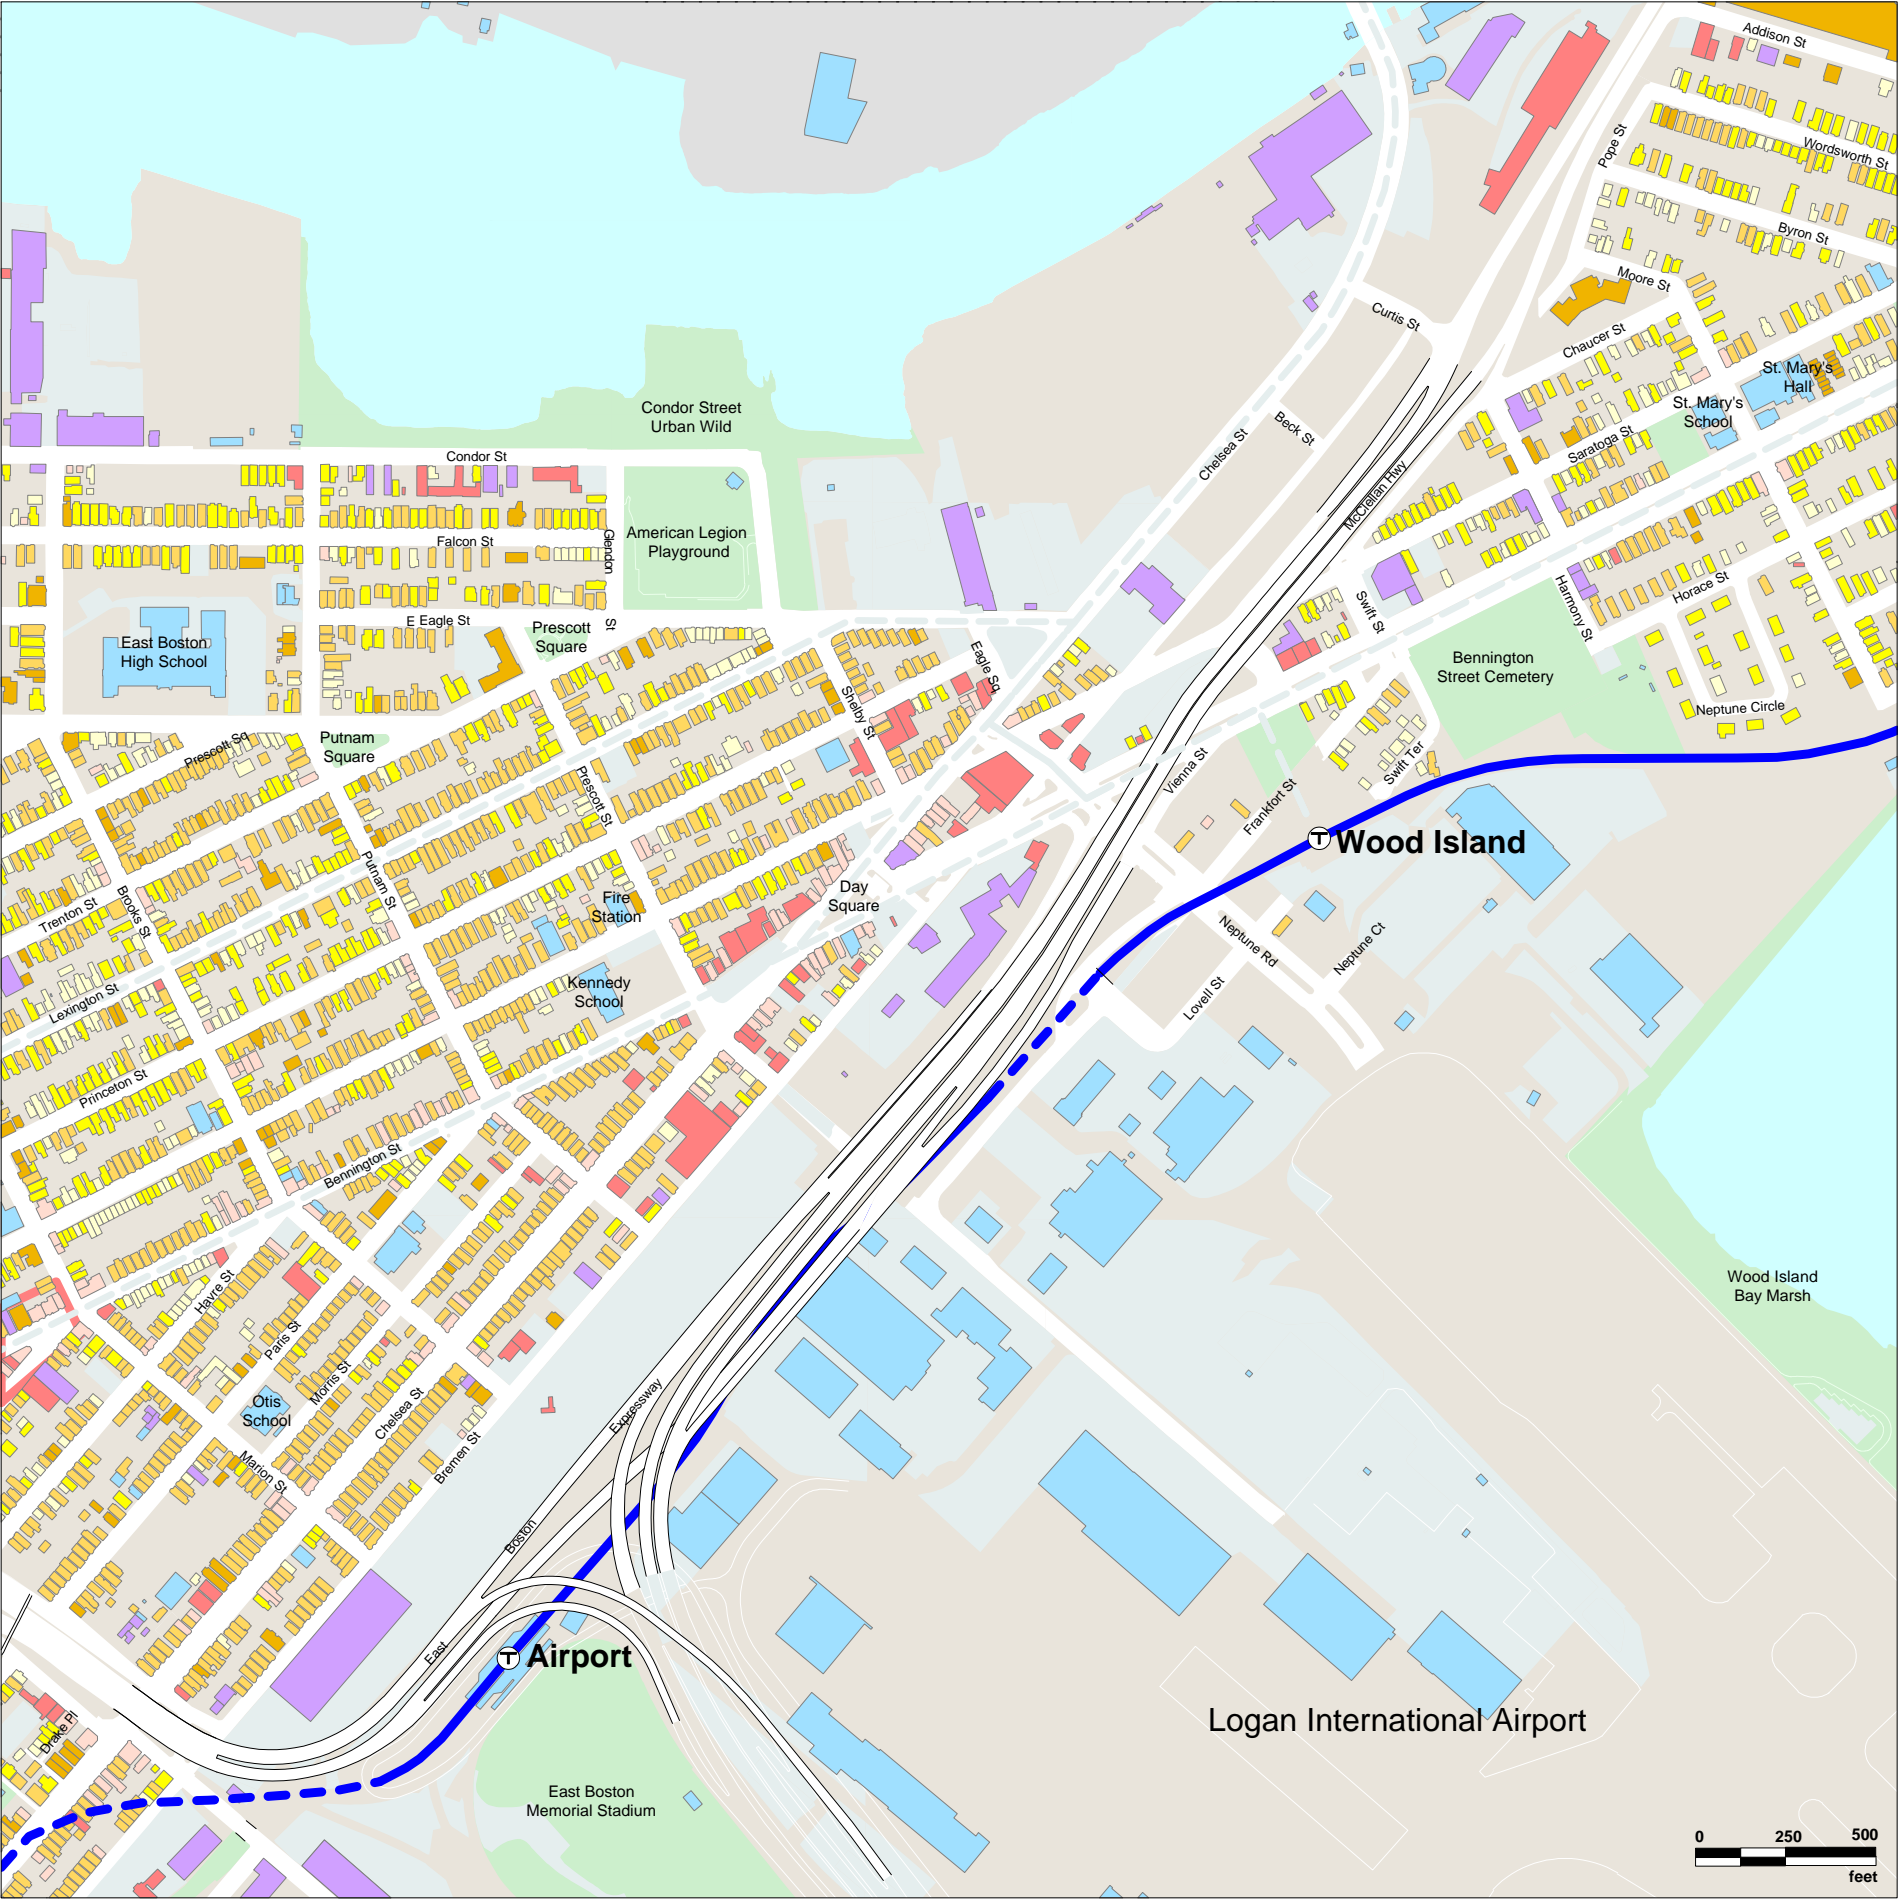 Addison St
Pope St
Wordsworth St
Byron St
Moore St
Curtis St
Chaucer St
St. Mary's
Hall
St. Mary's
School
Saratoga St
Beck St
Chelsea St
McClellan Hwy
Condor Street
Urban Wild
Condor St
American Legion
Playground
Falcon St
Glendon
St
E Eagle St
Prescott
Square
East Boston
High School
Putnam
Square
Prescott Sq
Prescott St
Shelby St
Eagle Sq
Swift St
Harmony St
Horace St
Bennington
Street Cemetery
Neptune Circle
Swift Ter
Vienna St
Frankfort St
Wood Island
T
Putnam St
Brooks St
Trenton St
Fire
Station
Day
Square
Neptune Rd
Neptune Ct
Lovell St
Lexington St
Kennedy
School
Princeton St
Bennington St
Havre St
Paris St
Morris St
Chelsea St
Otis
School
Marion St
Bremen St
Expressway
Boston
East
T
Airport
Drake Pl
East Boston
Memorial Stadium
Wood Island
Bay Marsh
Logan International Airport
0 250 500
feet